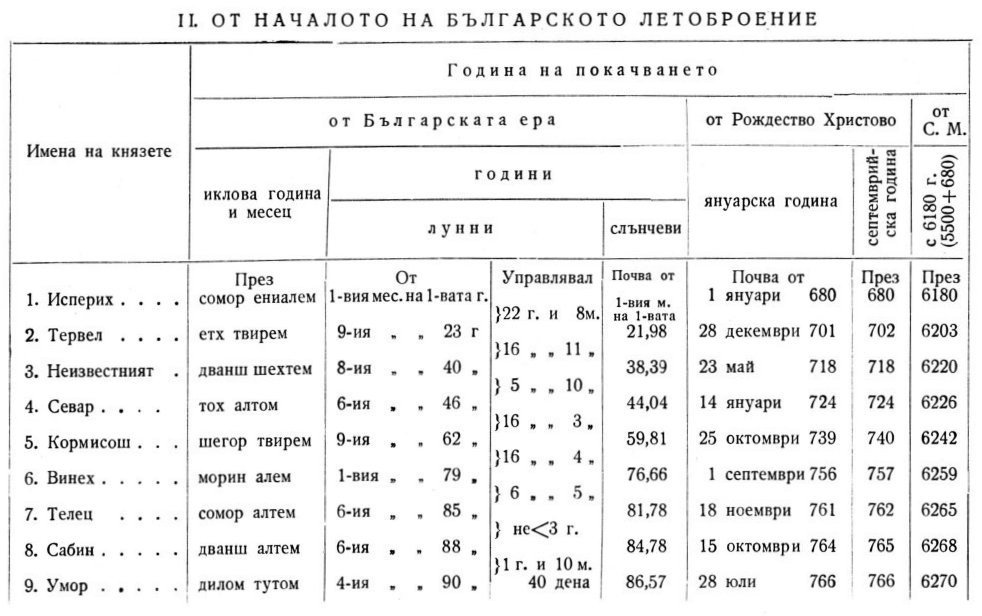 II. ОТ НАЧАЛОТО НА БЪЛГАРСКОТО ЛЕТОБРОЕНИЕ
Имена на князете
Година на покачването
от Българската ера
от Рождество Христово
от С. М.
иклова година
и месец
години
лунни
слънчеви
януарска година
септемврий-
ска година
с 6180 г.
(5500+680)
През От Управлявал Почва от Почва от През През
1. Исперих . . . . сомор ениалем 1-вия мес. на 1-вата г. 1-вия м. на 1-вата 1 януари 680 680 6180
}22 г. и 8м.
2. Тервел . . . . етх твирем 9-ия „ „ 23 г 21,98 28 декември 701 702 6203
}16 „ „ 11 „
3. Неизвестният . дванш шехтем 8-ия „ „ 40 „ 38,39 23 май 718 718 6220
} 5 „ „ 10 „
4. Севар . . . . тох алтом 6-ия „ „ 46 „ 44,04 14 януари 724 724 6226
}16 „ „ 3 „
5. Кормисош . . . шегор твирем 9-ия „ „ 62 „ 59,81 25 октомври 739 740 6242
}16 „ „ 4 „
6. Винех . . . . . морин алем 1-вия „ „ 79 „ 76,66 1 септември 756 757 6259
} 6 „ „ 5 „
7. Телец . . . . сомор алтем 6-ия „ „ 85 „ 81,78 18 ноември 761 762 6265
} не<3 г.
8. Сабин . . . . . дванш алтем 6-ия „ „ 88 „ 84,78 15 октомври 764 765 6268
}1 г. и 10 м.
9. Умор . . . . . дилом тутом 4-ия „ „ 90 „ 40 дена 86,57 28 юли 766 766 6270